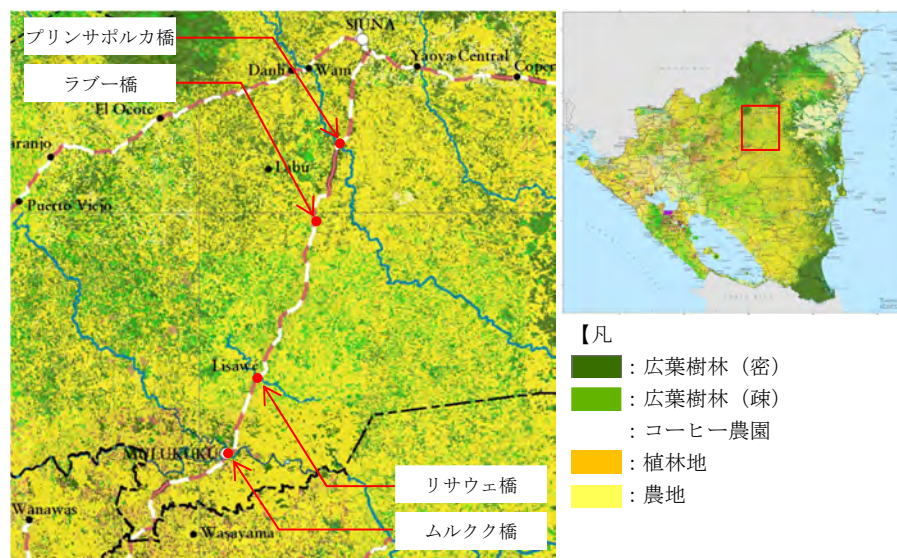 プリンサポルカ橋
ラブー橋
SIUNA
Danli
Wam
Yaoya Central
Coper
El Ocote
aranjo
Labu
Puerto Viejo
Lisawe
MULUKUKU
リサウェ橋
ムルクク橋
Wanawas
Wasayama
【凡
：広葉樹林（密）
：広葉樹林（疎）
：コーヒー農園
：植林地
：農地